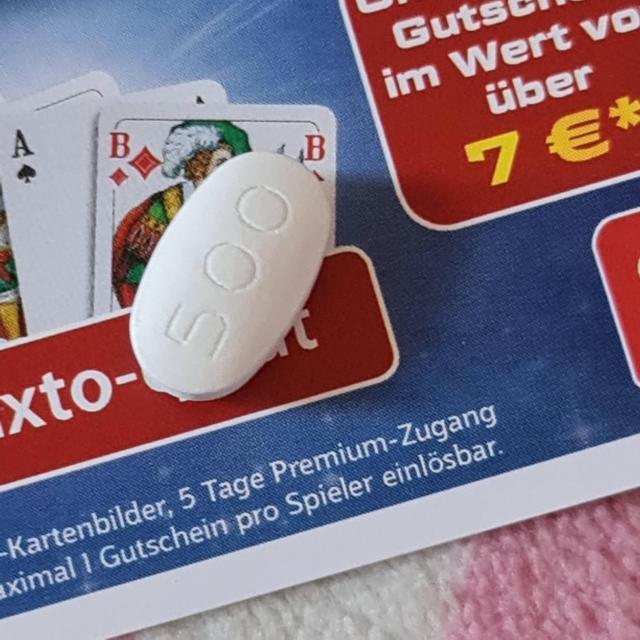 Gutsch
im Wert vo
über
7 €*
A
B
B
500
xto-
t
-Kartenbilder, 5 Tage Premium-Zugang
aximal 1 Gutschein pro Spieler einlösbar.